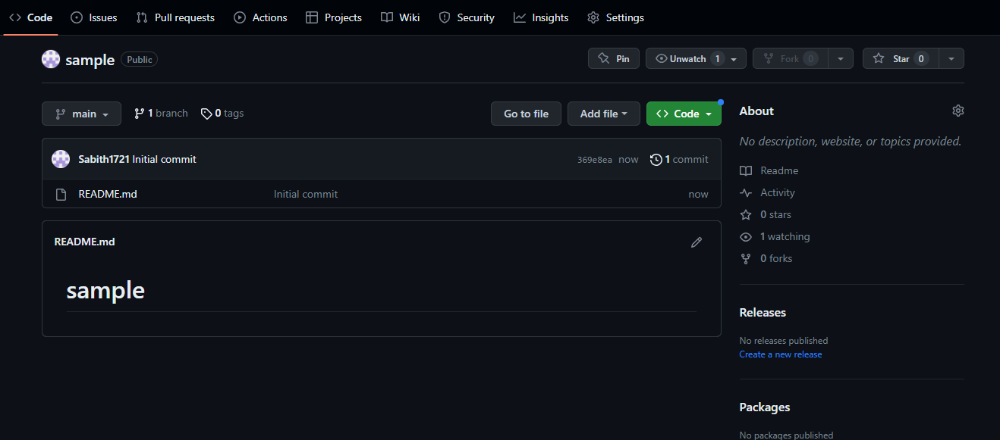 Code Issues Pull requests Actions Projects Wiki Security Insights Settings
sample Public Pin Unwatch 1 Fork 0 Star 0
main 1 branch 0 tags Go to file Add file Code
Sabith1721 Initial commit 369e8ea now 1 commit
README.md Initial commit now
README.md
sample
About
No description, website, or topics provided.
Readme
Activity
0 stars
1 watching
0 forks
Releases
No releases published
Create a new release
Packages
No packages published